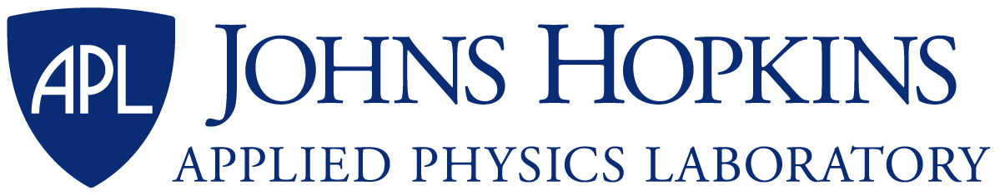 APL
JOHNS HOPKINS
APPLIED PHYSICS LABORATORY